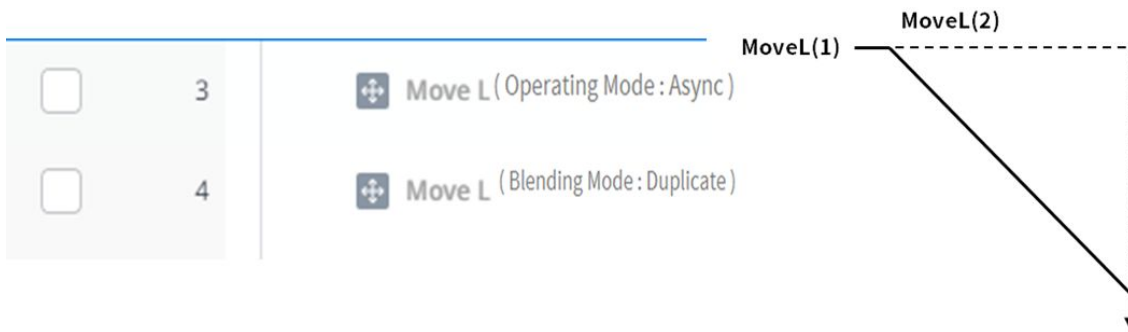 MoveL(2)
MoveL(1)
3 Move L ( Operating Mode : Async )
4 Move L ( Blending Mode : Duplicate )